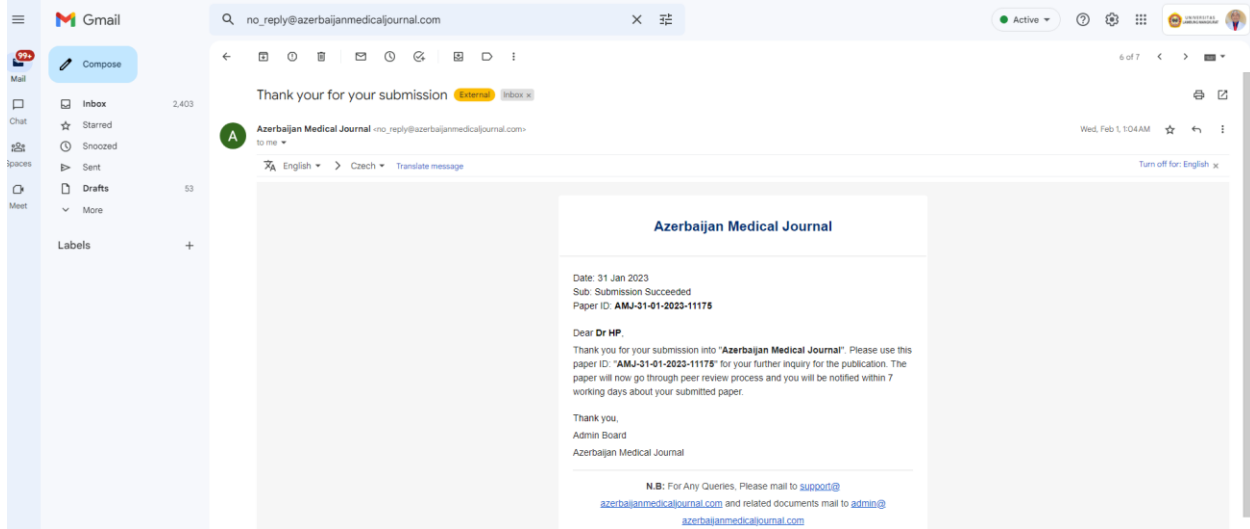 Gmail
no_reply@azerbaijanmedicaljournal.com
Active
UNIVERSITAS
99+
Mail
Chat
Spaces
Meet
Compose
Inbox 2,403
Starred
Snoozed
Sent
Drafts 53
More
Labels
6 of 7
Thank your for your submission External Inbox x
A
Azerbaijan Medical Journal <no_reply@azerbaijanmedicaljournal.com>
to me
Wed, Feb 1, 1:04 AM
English > Czech Translate message
Turn off for: English x
Azerbaijan Medical Journal
Date: 31 Jan 2023
Sub: Submission Succeeded
Paper ID: AMJ-31-01-2023-11175
Dear Dr HP,
Thank you for your submission into "Azerbaijan Medical Journal". Please use this
paper ID: "AMJ-31-01-2023-11175" for your further inquiry for the publication. The
paper will now go through peer review process and you will be notified within 7
working days about your submitted paper.
Thank you,
Admin Board
Azerbaijan Medical Journal
N.B: For Any Queries, Please mail to support@
azerbaijanmedicaljournal.com and related documents mail to admin@
azerbaijanmedicaljournal.com